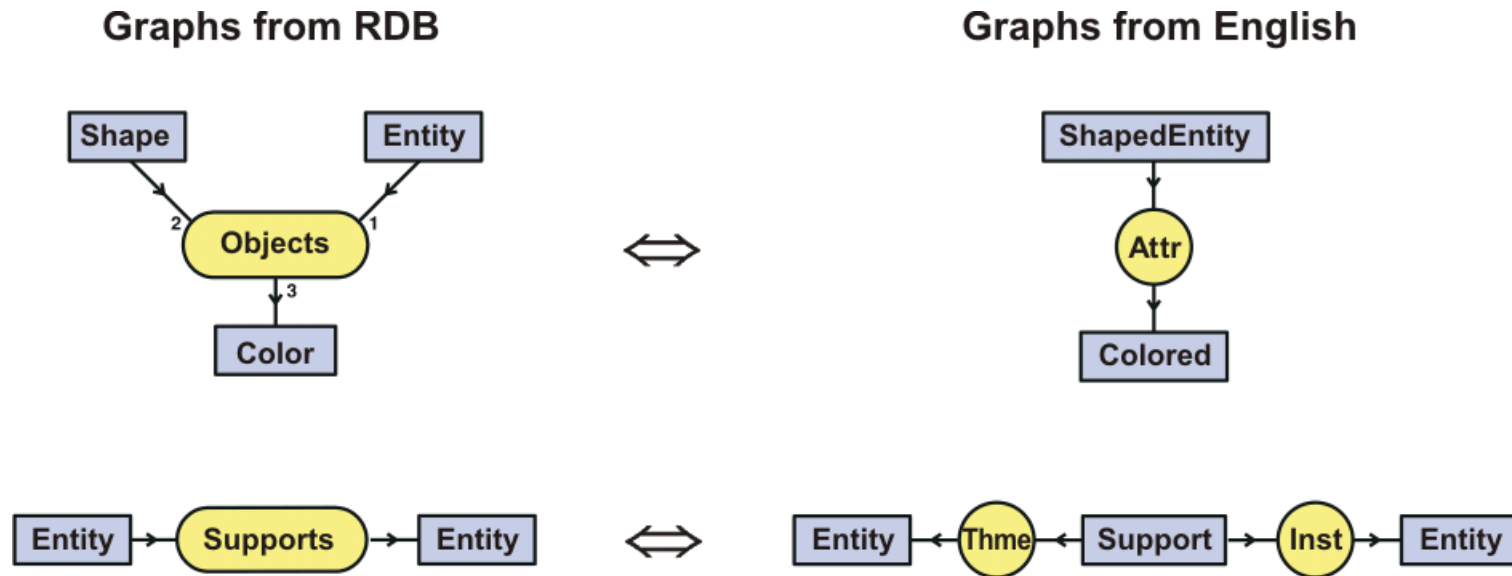 Graphs from RDB
Graphs from English
Shape
Entity
ShapedEntity
2
1
Objects
Attr
3
Color
Colored
Entity
Supports
Entity
Entity
Thme
Support
Inst
Entity